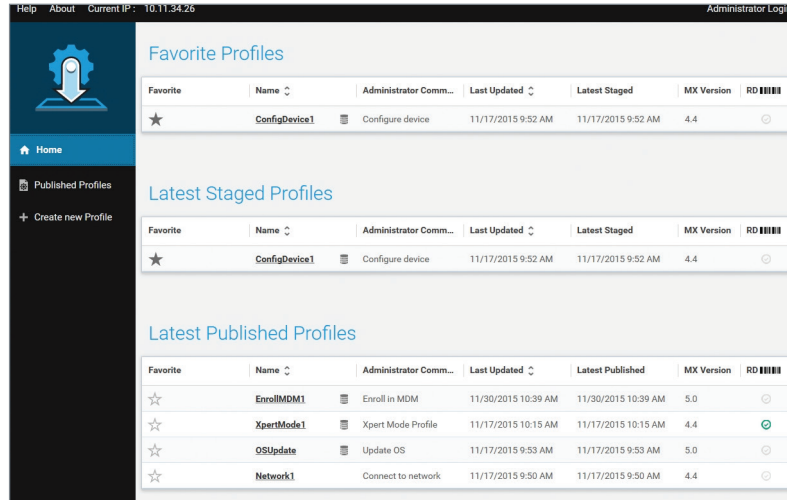 Help About Current IP : 10.11.34.26 Administrator Login
Home
Published Profiles
+ Create new Profile
Favorite Profiles
Favorite Name Administrator Comm... Last Updated Latest Staged MX Version RD
ConfigDevice1 Configure device 11/17/2015 9:52 AM 11/17/2015 9:52 AM 4.4
Latest Staged Profiles
Favorite Name Administrator Comm... Last Updated Latest Staged MX Version RD
ConfigDevice1 Configure device 11/17/2015 9:52 AM 11/17/2015 9:52 AM 4.4
Latest Published Profiles
Favorite Name Administrator Comm... Last Updated Latest Published MX Version RD
EnrollMDM1 Enroll in MDM 11/30/2015 10:39 AM 11/30/2015 10:39 AM 5.0
XpertMode1 Xpert Mode Profile 11/17/2015 10:15 AM 11/17/2015 10:15 AM 4.4
OSUpdate Update OS 11/17/2015 9:53 AM 11/17/2015 9:53 AM 5.0
Network1 Connect to network 11/17/2015 9:50 AM 11/17/2015 9:50 AM 4.4